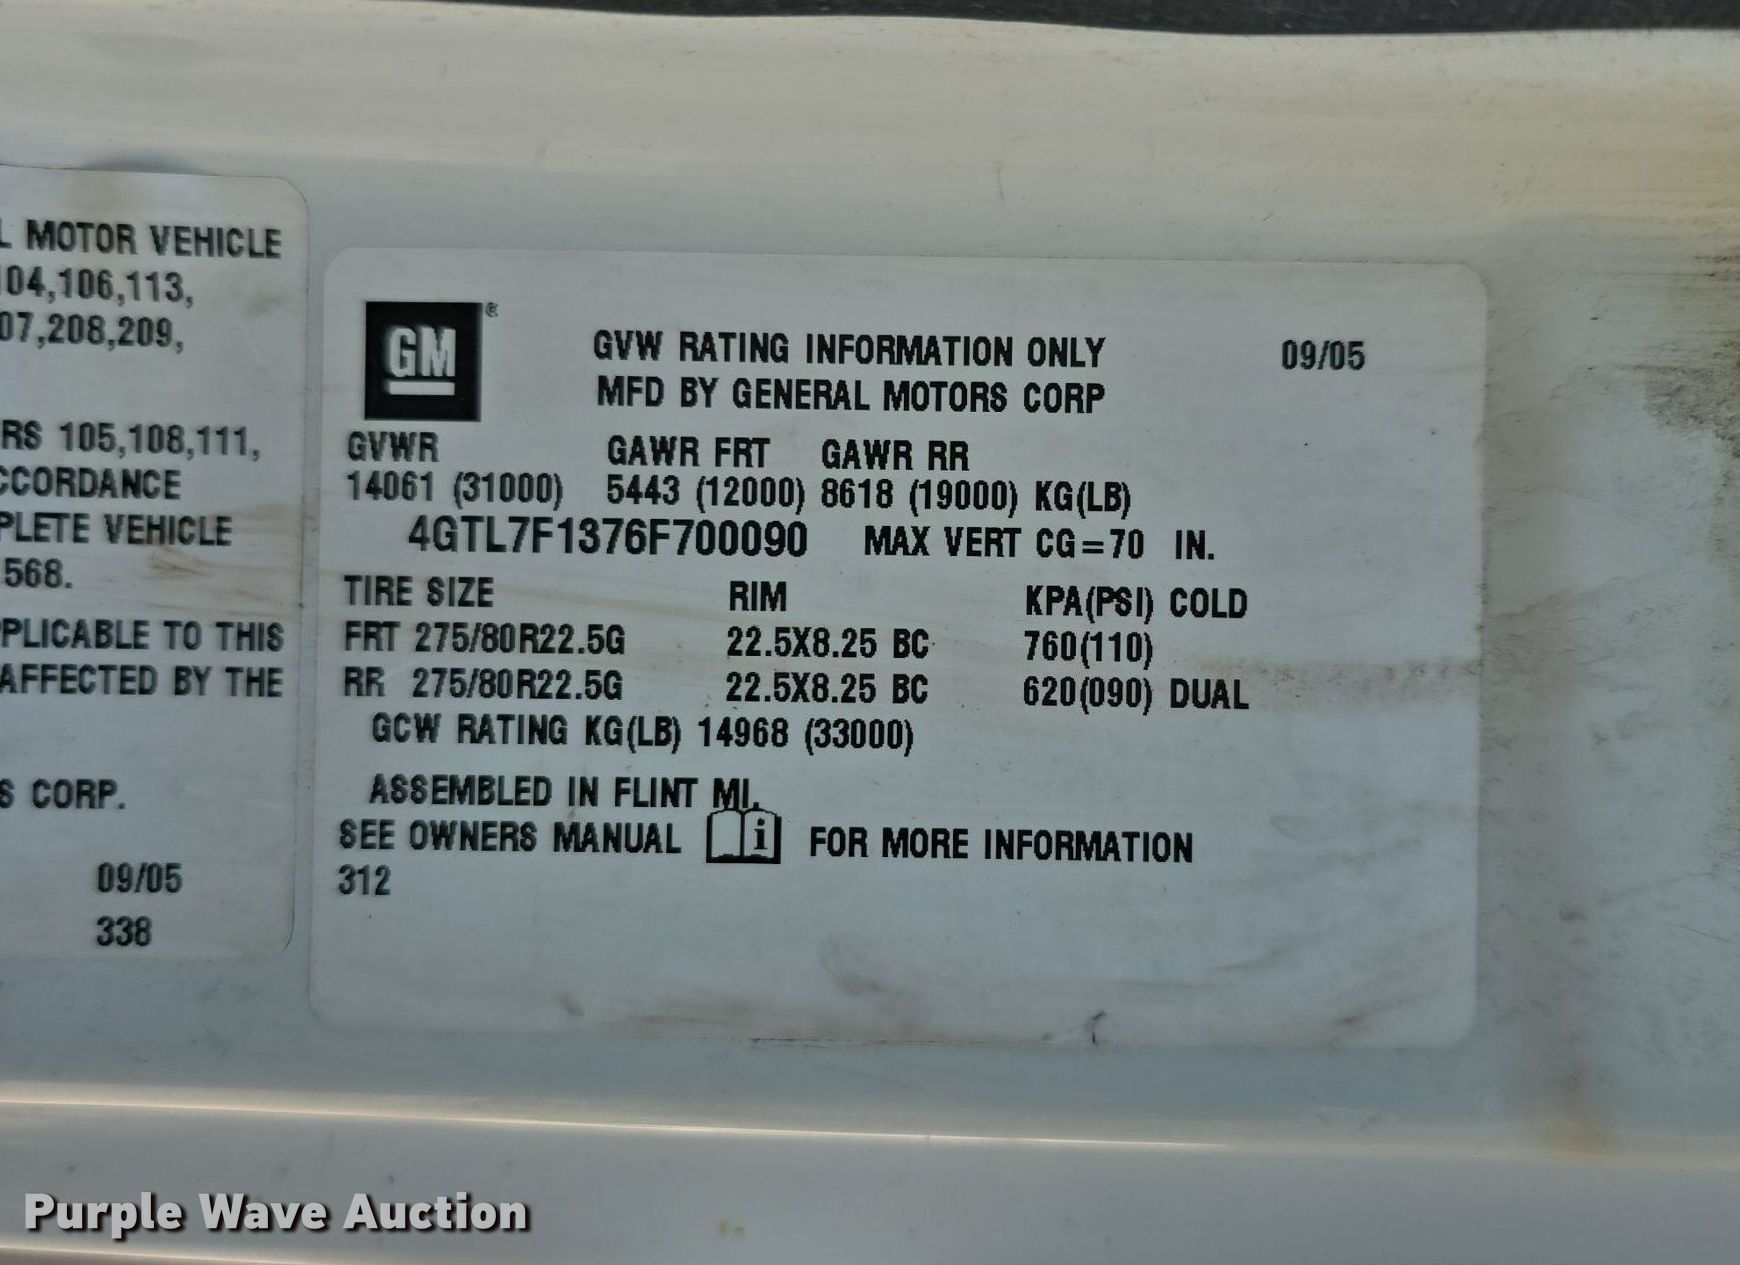 L MOTOR VEHICLE
104,106,113,
07,208,209,
RS 105,108,111,
CCORDANCE
PLETE VEHICLE
568.
PPLICABLE TO THIS
AFFECTED BY THE
S CORP.
09/05
338
GM ®
GVW RATING INFORMATION ONLY 09/05
MFD BY GENERAL MOTORS CORP
GVWR GAWR FRT GAWR RR
14061 (31000) 5443 (12000) 8618 (19000) KG(LB)
4GTL7F1376F700090 MAX VERT CG=70 IN.
TIRE SIZE RIM KPA(PSI) COLD
FRT 275/80R22.5G 22.5X8.25 BC 760(110)
RR 275/80R22.5G 22.5X8.25 BC 620(090) DUAL
GCW RATING KG(LB) 14968 (33000)
ASSEMBLED IN FLINT MI.
SEE OWNERS MANUAL i FOR MORE INFORMATION
312
Purple Wave Auction